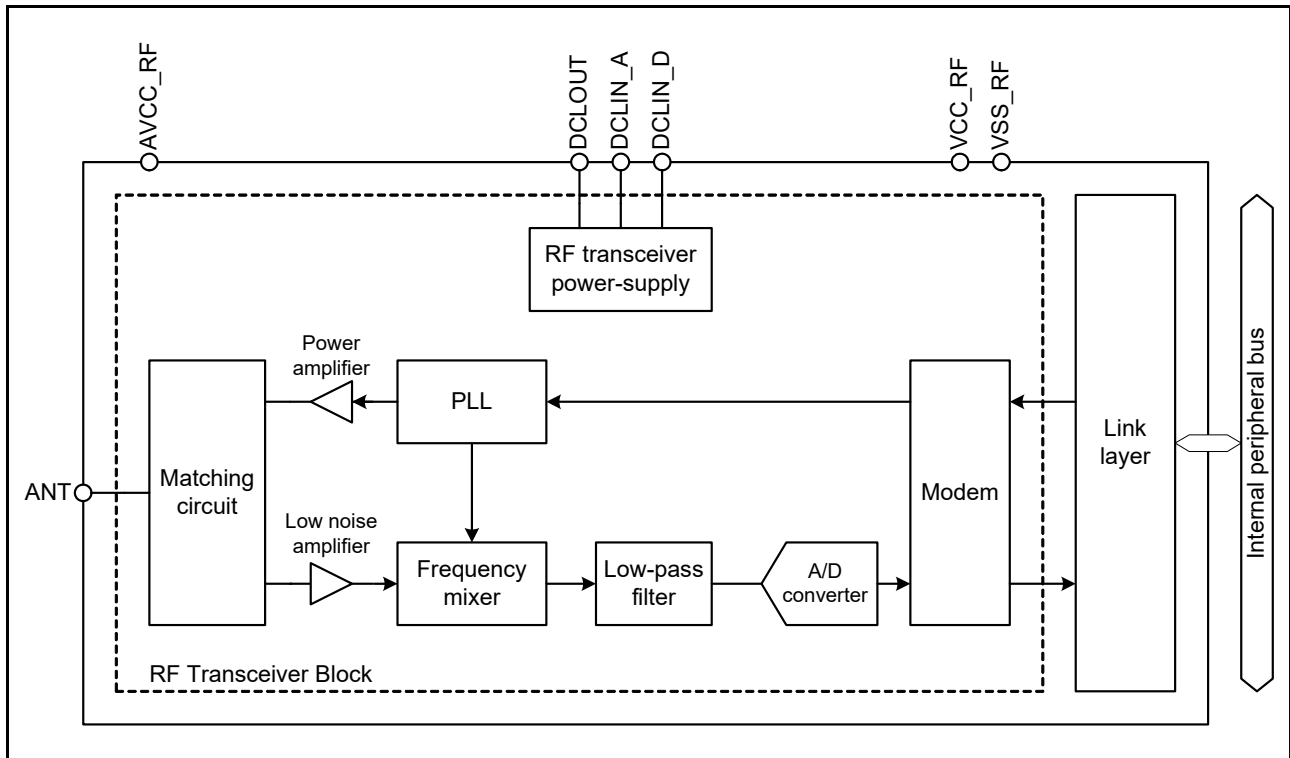 AVCC_RF
DCLOUT
DCLIN_A
DCLIN_D
VCC_RF
VSS_RF
RF transceiver
power-supply
Power
amplifier
PLL
Matching
circuit
ANT
Low noise
amplifier
Frequency
mixer
Low-pass
filter
A/D
converter
Modem
Link
layer
Internal peripheral bus
RF Transceiver Block